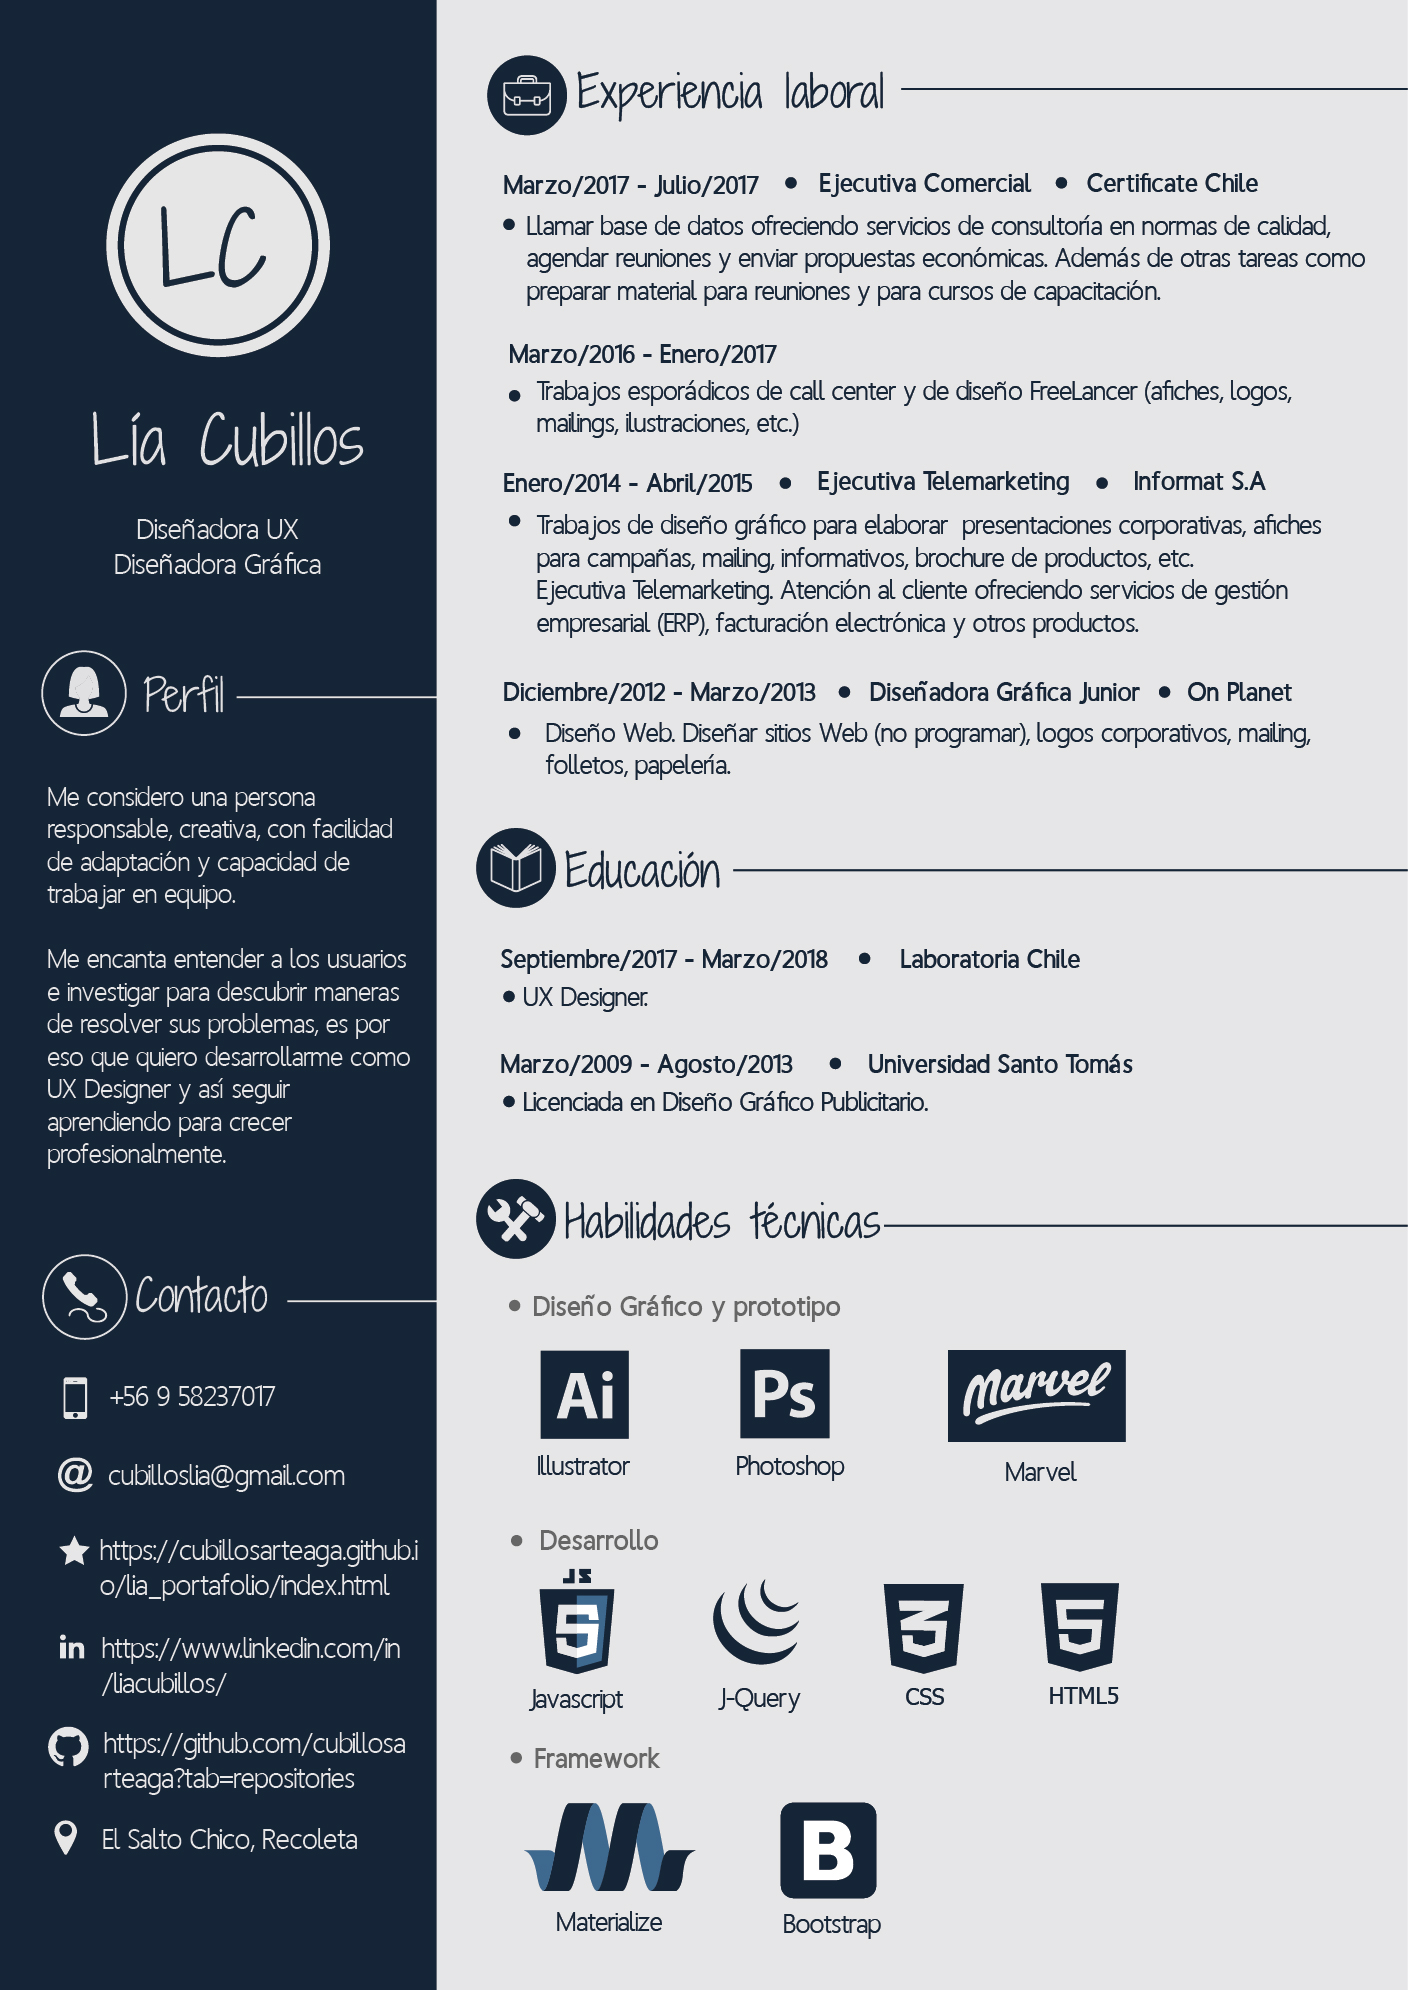 LC
Lía Cubillos
Diseñadora UX
Diseñadora Gráfica
Perfil
Me considero una persona
responsable, creativa, con facilidad
de adaptación y capacidad de
trabajar en equipo.
Me encanta entender a los usuarios
e investigar para descubrir maneras
de resolver sus problemas, es por
eso que quiero desarrollarme como
UX Designer y así seguir
aprendiendo para crecer
profesionalmente.
Contacto
+56 9 58237017
@ cubilloslia@gmail.com
https://cubillosarteaga.github.i
o/lia_portafolio/index.html
in https://www.linkedin.com/in
/liacubillos/
https://github.com/cubillosa
rteaga?tab=repositories
El Salto Chico, Recoleta
Experiencia laboral
Marzo/2017 - Julio/2017 • Ejecutiva Comercial • Certificate Chile
• Llamar base de datos ofreciendo servicios de consultoría en normas de calidad,
agendar reuniones y enviar propuestas económicas. Además de otras tareas como
preparar material para reuniones y para cursos de capacitación.
Marzo/2016 - Enero/2017
• Trabajos esporádicos de call center y de diseño FreeLancer (afiches, logos,
mailings, ilustraciones, etc.)
Enero/2014 - Abril/2015 • Ejecutiva Telemarketing • Informat S.A
• Trabajos de diseño gráfico para elaborar presentaciones corporativas, afiches
para campañas, mailing, informativos, brochure de productos, etc.
Ejecutiva Telemarketing. Atención al cliente ofreciendo servicios de gestión
empresarial (ERP), facturación electrónica y otros productos.
Diciembre/2012 - Marzo/2013 • Diseñadora Gráfica Junior • On Planet
• Diseño Web. Diseñar sitios Web (no programar), logos corporativos, mailing,
folletos, papelería.
Educación
Septiembre/2017 - Marzo/2018 • Laboratoria Chile
• UX Designer.
Marzo/2009 - Agosto/2013 • Universidad Santo Tomás
• Licenciada en Diseño Gráfico Publicitario.
Habilidades técnicas
• Diseño Gráfico y prototipo
Ai Ps Marvel
Illustrator Photoshop Marvel
• Desarrollo
JS
5 3 5
Javascript J-Query CSS HTML5
• Framework
B
Materialize Bootstrap